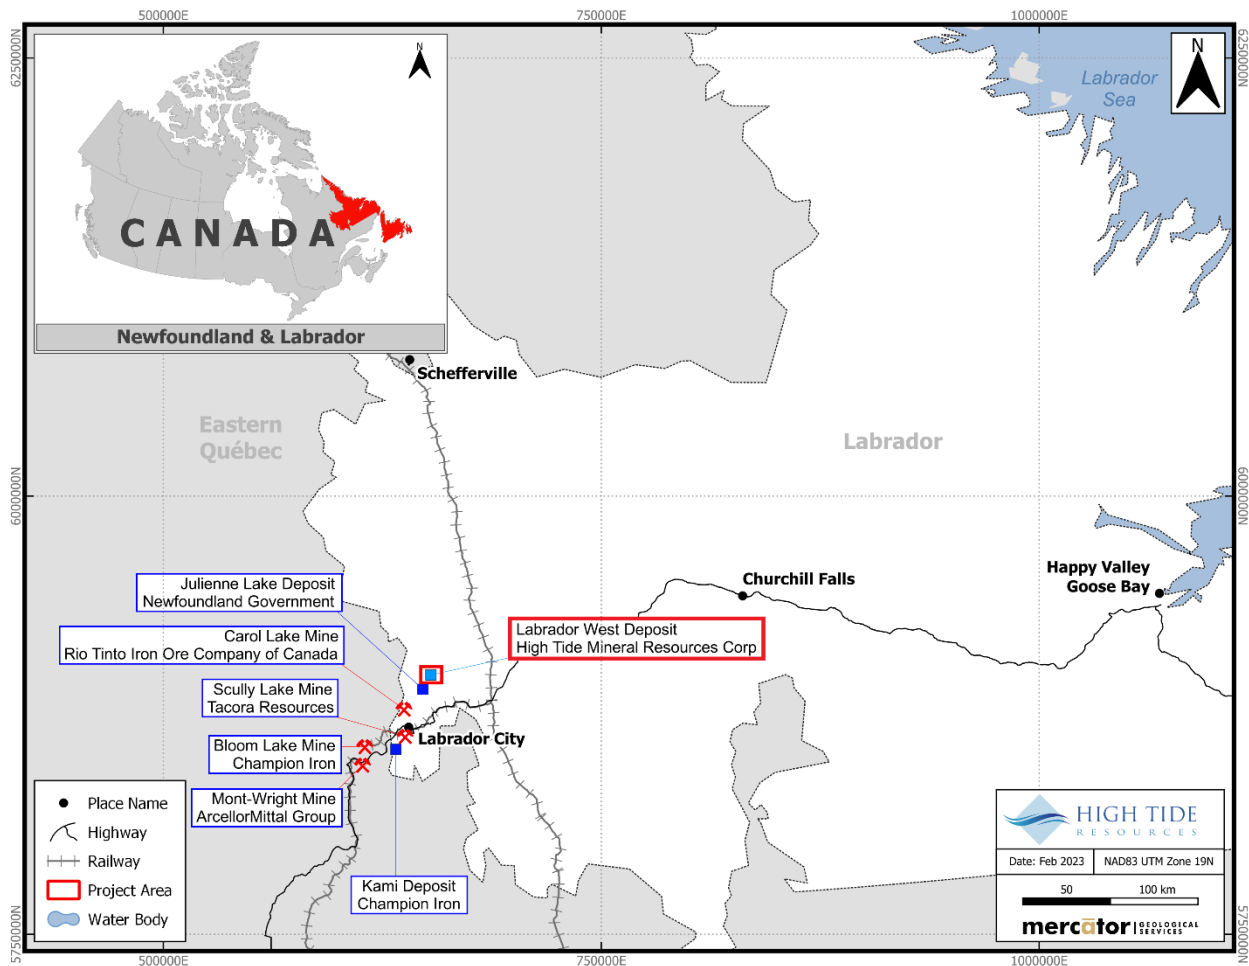 500000E
750000E
1000000E
6250000N
6250000N
N
N
Labrador
Sea
CANADA
Newfoundland & Labrador
Schefferville
Eastern
Québec
Labrador
6000000N
6000000N
Julienne Lake Deposit
Newfoundland Government
Churchill Falls
Happy Valley
Goose Bay
Carol Lake Mine
Rio Tinto Iron Ore Company of Canada
Labrador West Deposit
High Tide Mineral Resources Corp
Scully Lake Mine
Tacora Resources
Labrador City
Bloom Lake Mine
Champion Iron
Mont-Wright Mine
ArcellorMittal Group
Kami Deposit
Champion Iron
Place Name
Highway
Railway
Project Area
Water Body
HIGH TIDE
RESOURCES
Date: Feb 2023
NAD83 UTM Zone 19N
50
100 km
mercator
GEOLOGICAL
SERVICES
5750000N
5750000N
500000E
750000E
1000000E